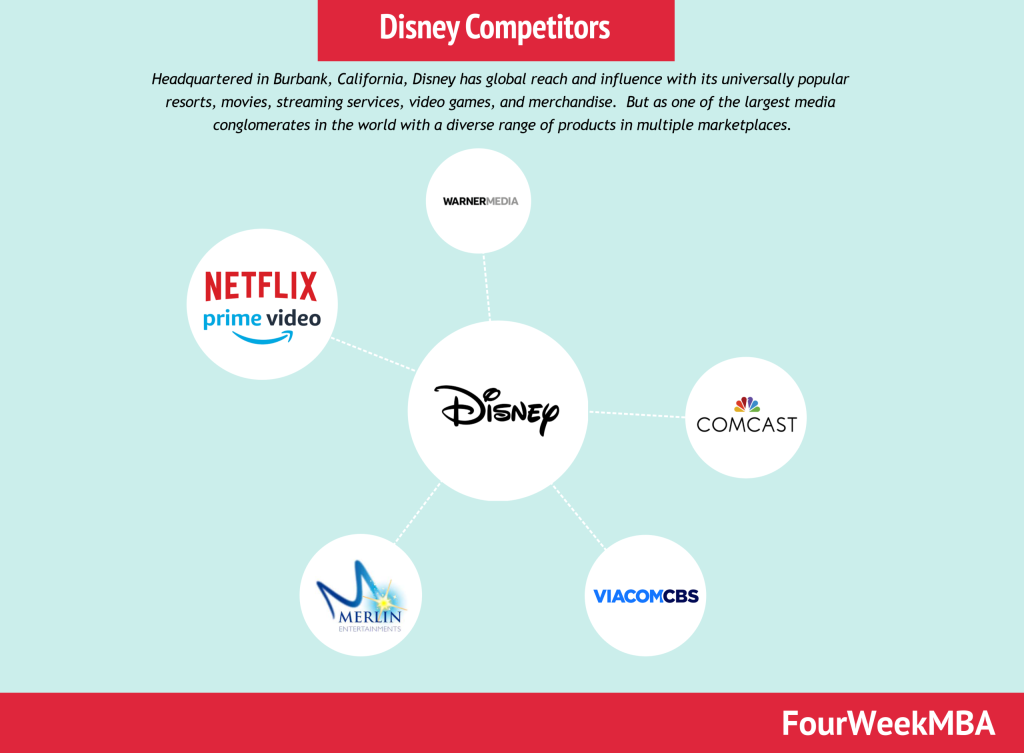 Disney Competitors
Headquartered in Burbank, California, Disney has global reach and influence with its universally popular
resorts, movies, streaming services, video games, and merchandise.  But as one of the largest media
conglomerates in the world with a diverse range of products in multiple marketplaces.
WARNERMEDIA
NETFLIX
prime video
Disney
COMCAST
MERLIN
ENTERTAINMENTS
VIACOMCBS
FourWeekMBA